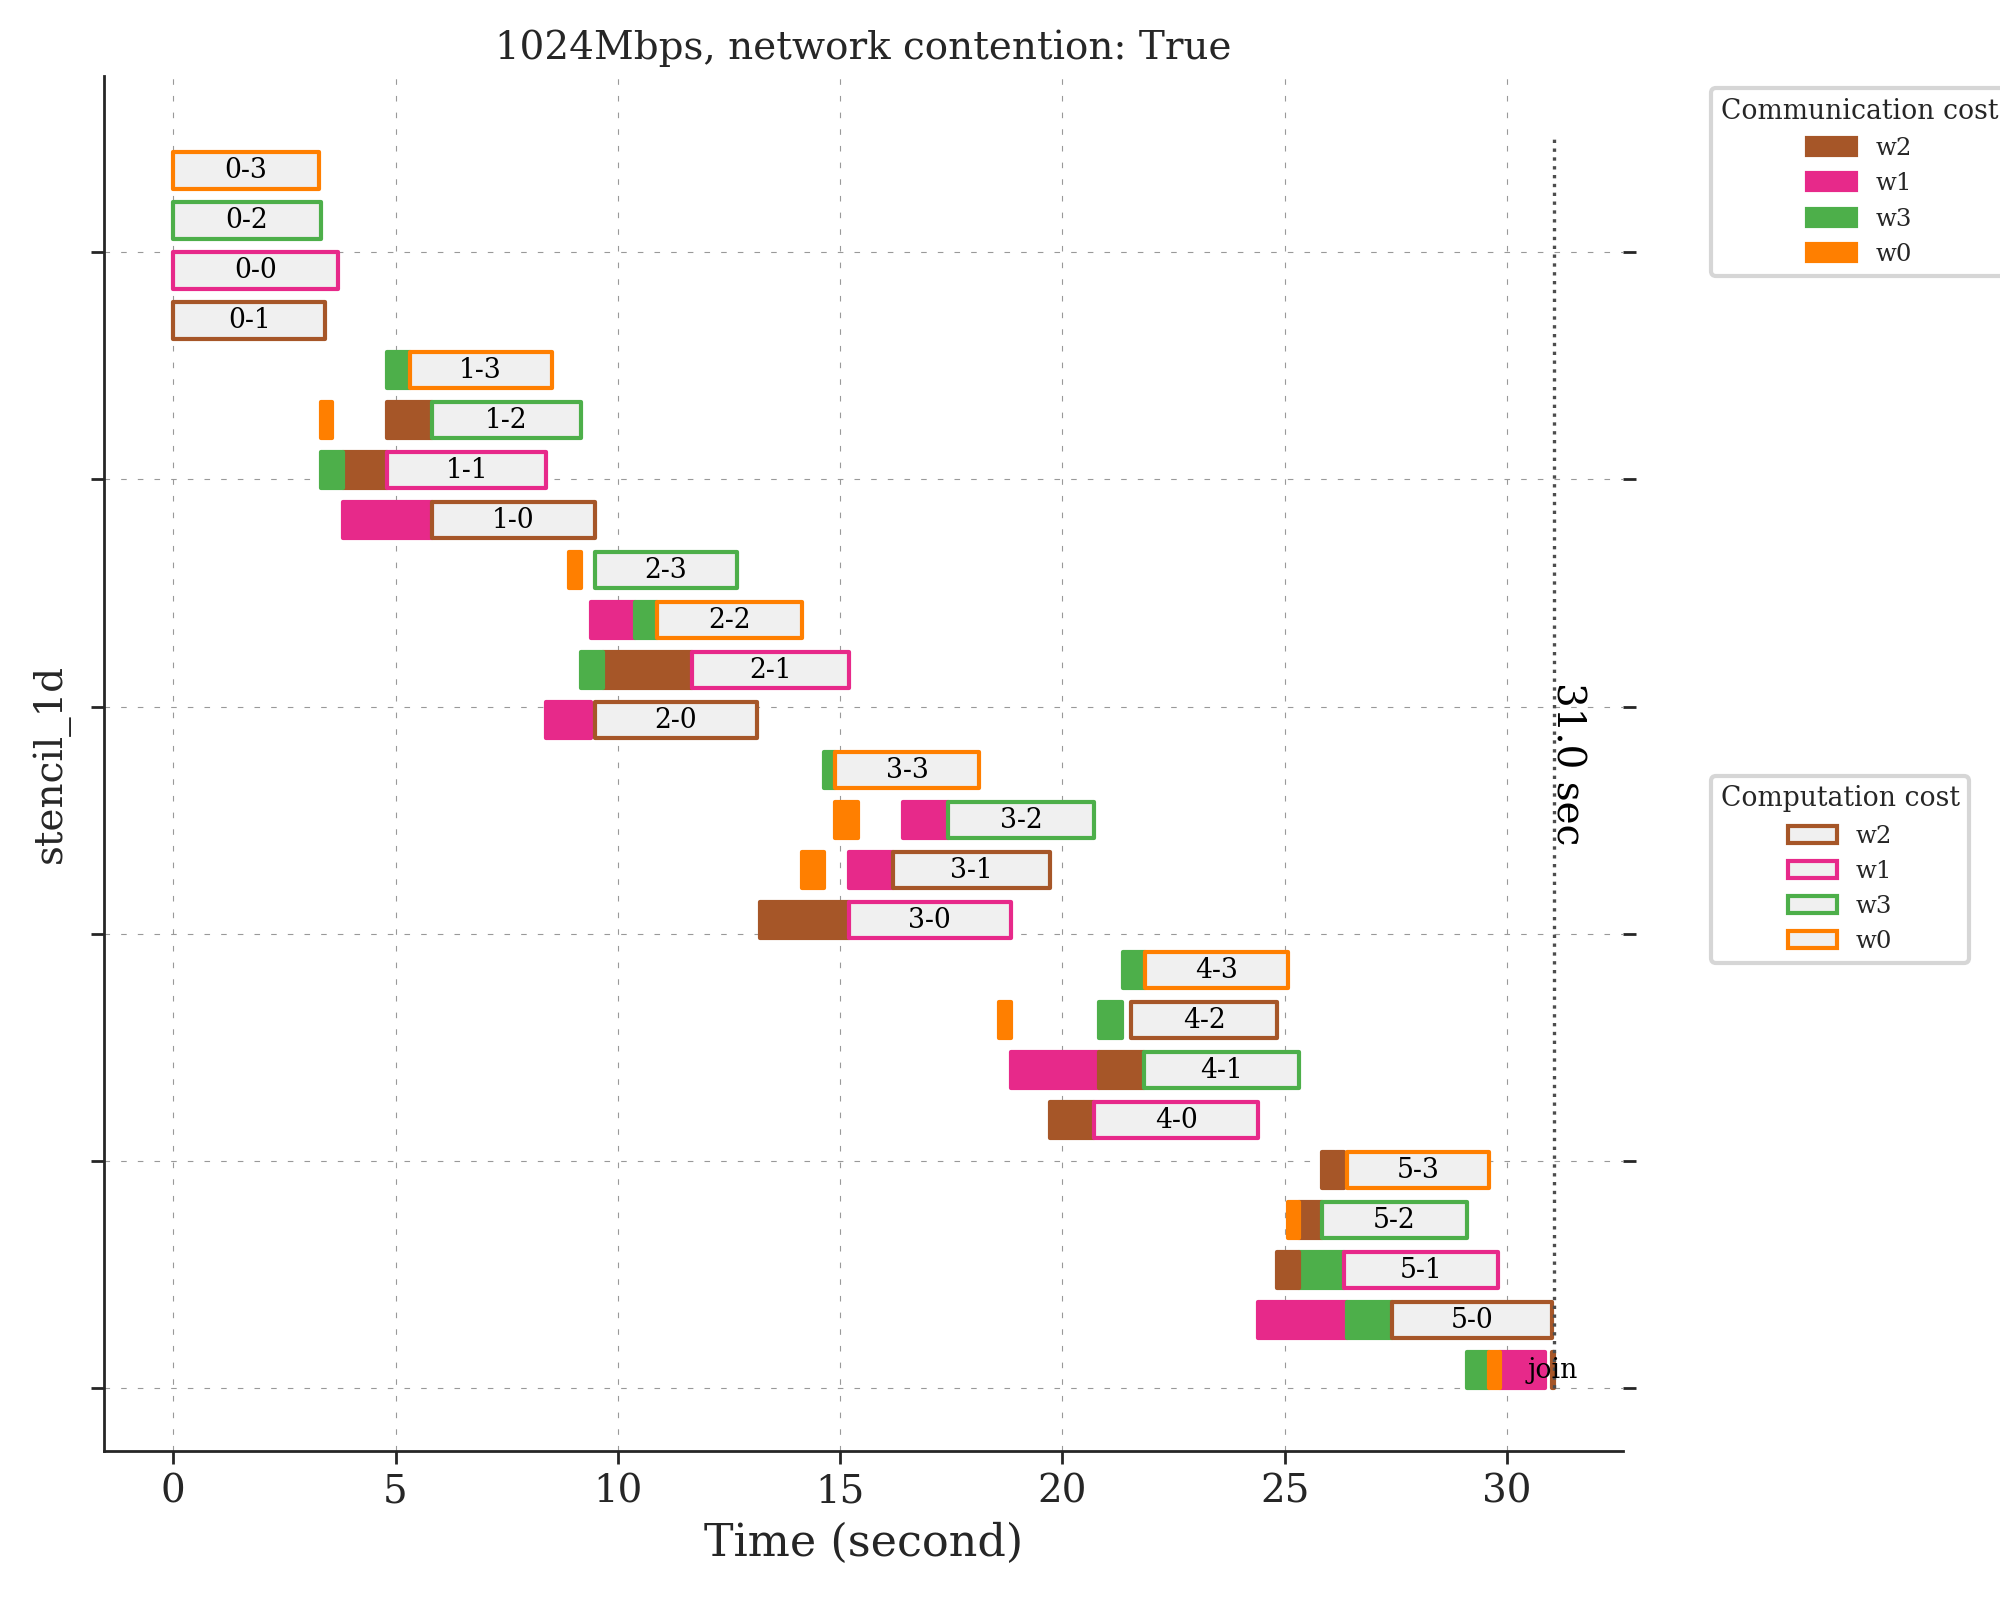 1024Mbps, network contention: True
Communication cost
w2
w1
w3
w0
0-3
0-2
0-0
0-1
1-3
1-2
1-1
1-0
2-3
2-2
2-1
2-0
3-3
3-2
3-1
3-0
4-3
4-2
4-1
4-0
5-3
5-2
5-1
5-0
join
31.0 sec
stencil_1d
Computation cost
w2
w1
w3
w0
0
5
10
15
20
25
30
Time (second)